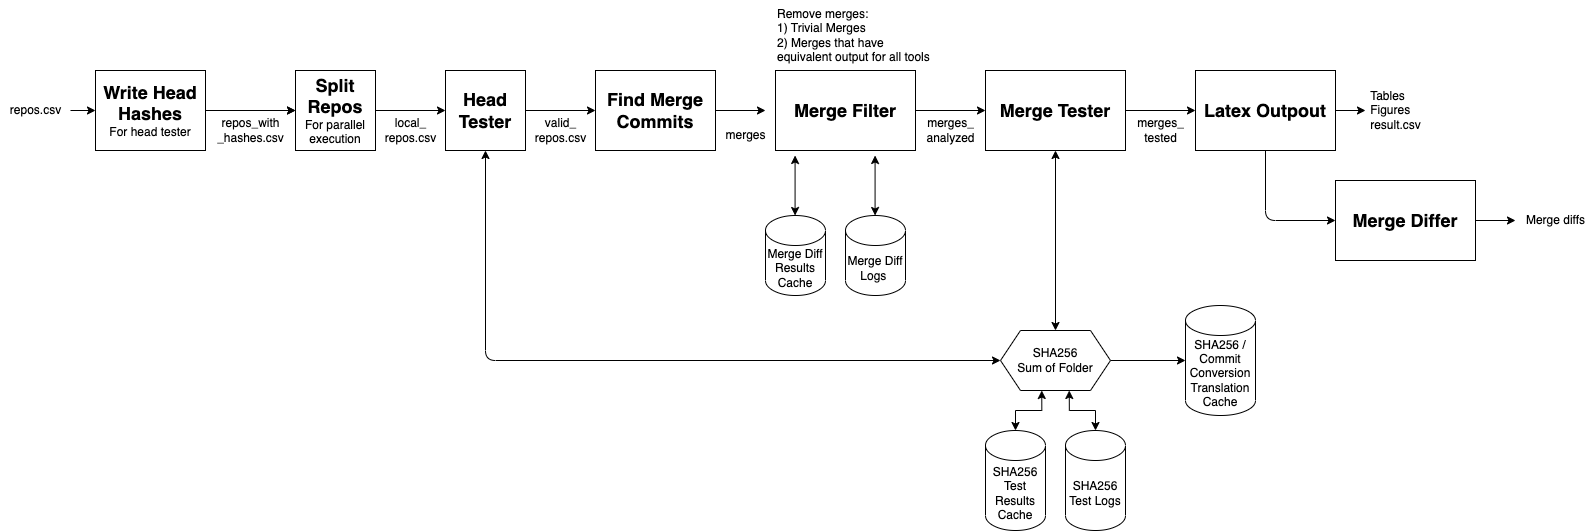 Remove merges:
1) Trivial Merges
2) Merges that have
equivalent output for all tools
repos.csv
Write Head
Hashes
For head tester
repos_with
_hashes.csv
Split
Repos
For parallel
execution
local_
repos.csv
Head
Tester
valid_
repos.csv
Find Merge
Commits
merges
Merge Filter
merges_
analyzed
Merge Tester
merges_
tested
Latex Outpout
Tables
Figures
result.csv
Merge Differ
Merge diffs
Merge Diff
Results
Cache
Merge Diff
Logs
SHA256
Sum of Folder
SHA256 /
Commit
Conversion
Translation
Cache
SHA256
Test
Results
Cache
SHA256
Test Logs